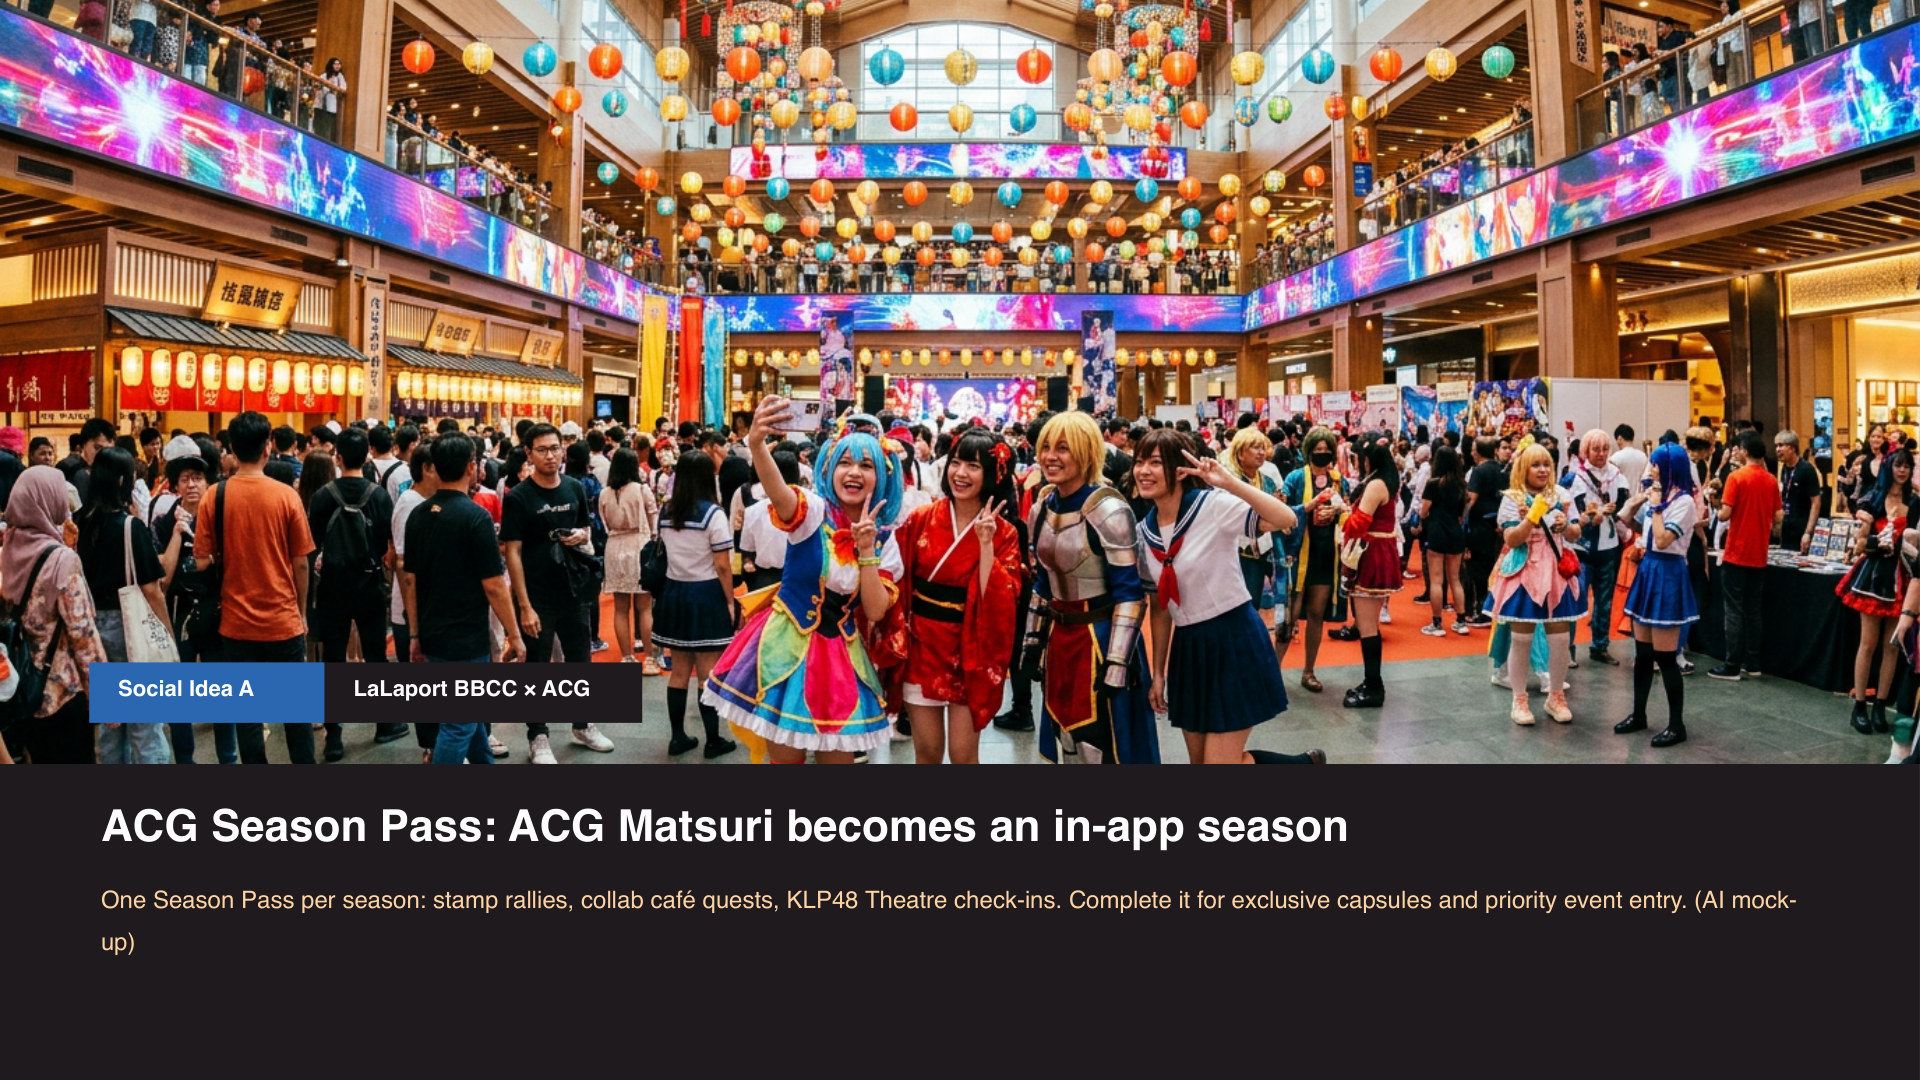 Social Idea A
LaLaport BBCC × ACG
ACG Season Pass: ACG Matsuri becomes an in-app season
One Season Pass per season: stamp rallies, collab café quests, KLP48 Theatre check-ins. Complete it for exclusive capsules and priority event entry. (AI mock-
up)